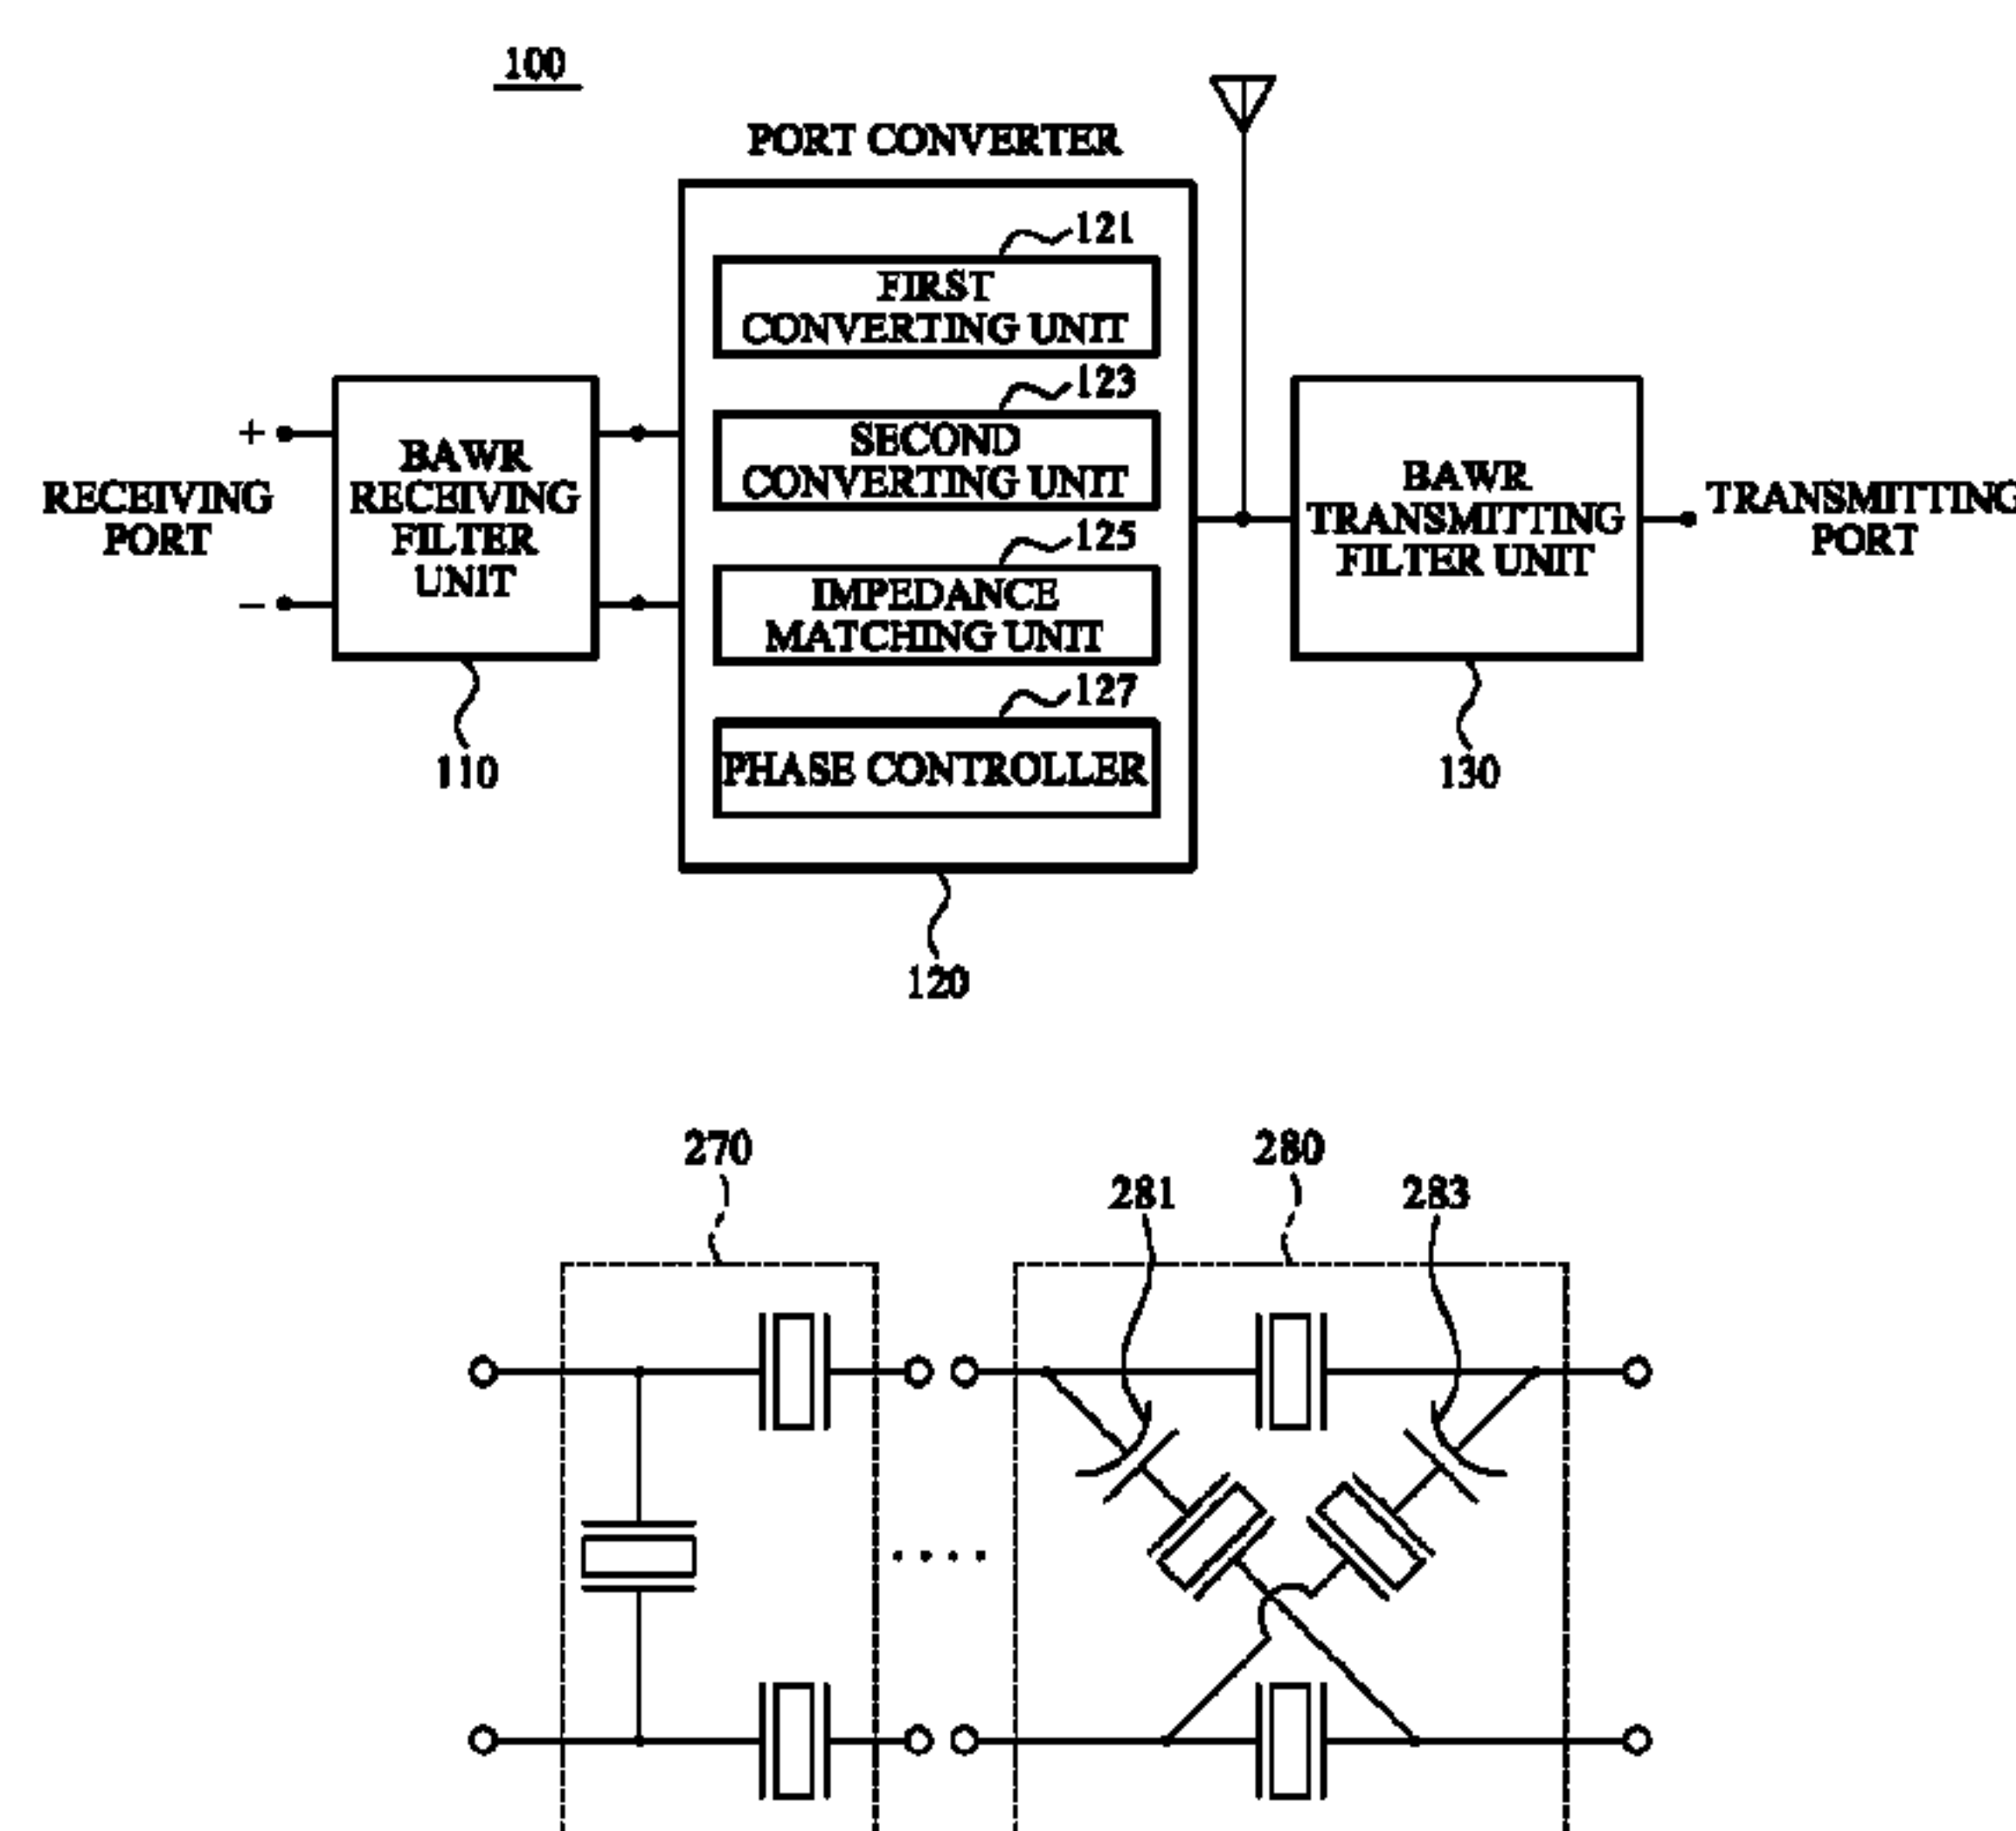 100
PORT CONVERTER
121
FIRST
CONVERTING UNIT
123
SECOND
CONVERTING UNIT
125
IMPEDANCE
MATCHING UNIT
127
PHASE CONTROLLER
120
+
RECEIVING
PORT
−
BAWR
RECEIVING
FILTER
UNIT
110
BAWR
TRANSMITTING
FILTER UNIT
130
TRANSMITTING
PORT
270
280
281
283